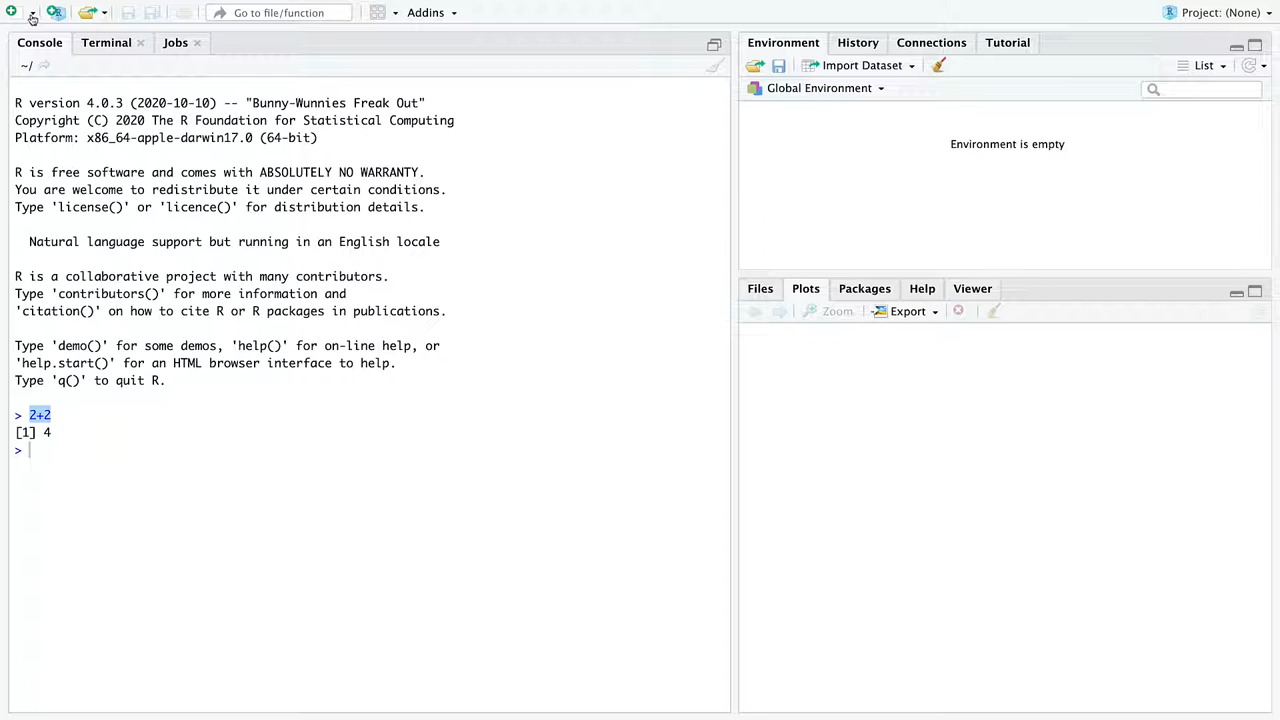 Go to file/function Addins Project: (None)
Console Terminal Jobs
~/
R version 4.0.3 (2020-10-10) -- "Bunny-Wunnies Freak Out"
Copyright (C) 2020 The R Foundation for Statistical Computing
Platform: x86_64-apple-darwin17.0 (64-bit)
R is free software and comes with ABSOLUTELY NO WARRANTY.
You are welcome to redistribute it under certain conditions.
Type 'license()' or 'licence()' for distribution details.
Natural language support but running in an English locale
R is a collaborative project with many contributors.
Type 'contributors()' for more information and
'citation()' on how to cite R or R packages in publications.
Type 'demo()' for some demos, 'help()' for on-line help, or
'help.start()' for an HTML browser interface to help.
Type 'q()' to quit R.
> 2+2
[1] 4
>
Environment History Connections Tutorial
Import Dataset List
Global Environment
Environment is empty
Files Plots Packages Help Viewer
Zoom Export